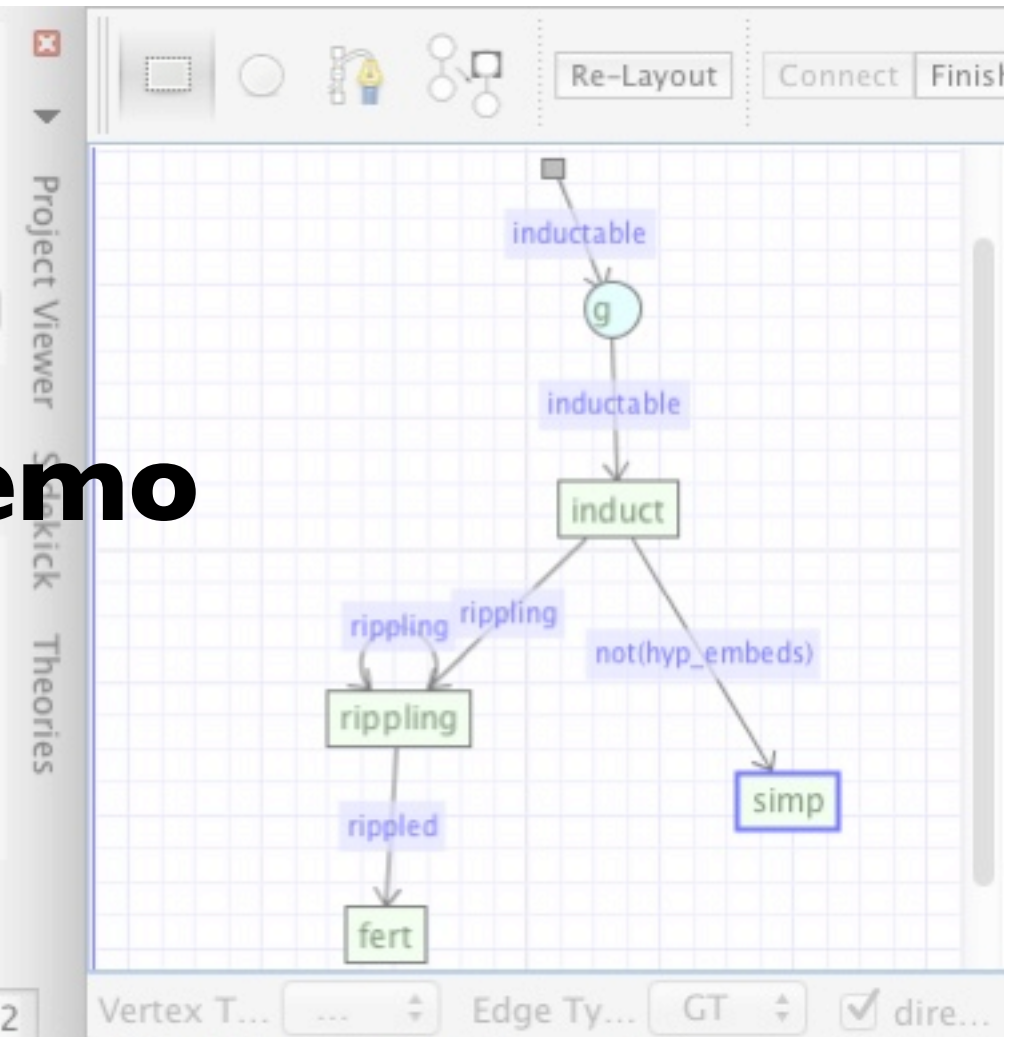 Re-Layout
Connect
Finish
Project Viewer
Sidekick
Theories
emo
inductable
g
inductable
induct
rippling
rippling
not(hyp_embeds)
rippling
simp
rippled
fert
2
Vertex T...
...
Edge Ty...
GT
dire...